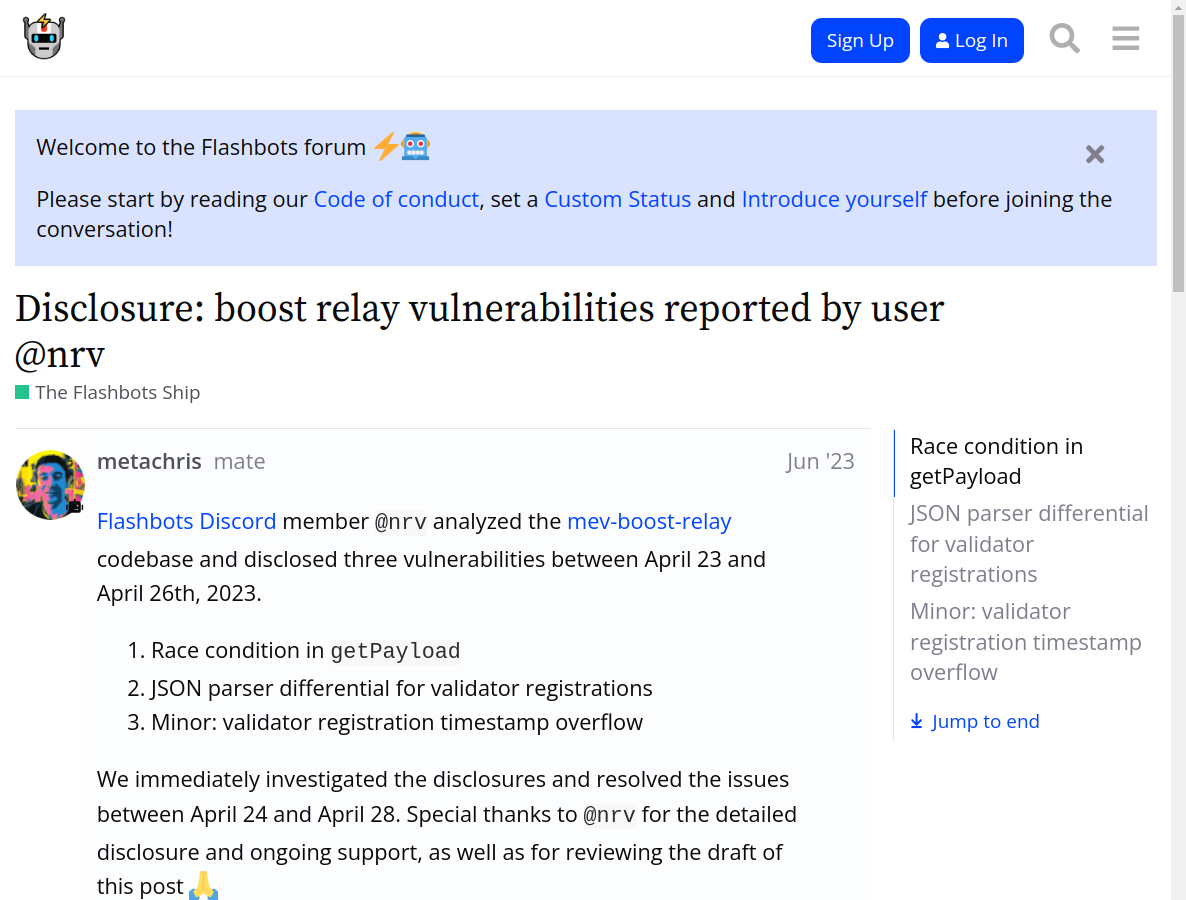 Sign Up
Log In
Welcome to the Flashbots forum
Please start by reading our Code of conduct, set a Custom Status and Introduce yourself before joining the
conversation!
Disclosure: boost relay vulnerabilities reported by user
@nrv
The Flashbots Ship
metachris mate
Jun '23
Flashbots Discord member @nrv analyzed the mev-boost-relay
codebase and disclosed three vulnerabilities between April 23 and
April 26th, 2023.
1. Race condition in getPayload
2. JSON parser differential for validator registrations
3. Minor: validator registration timestamp overflow
We immediately investigated the disclosures and resolved the issues
between April 24 and April 28. Special thanks to @nrv for the detailed
disclosure and ongoing support, as well as for reviewing the draft of
this post
Race condition in
getPayload
JSON parser differential
for validator
registrations
Minor: validator
registration timestamp
overflow
Jump to end